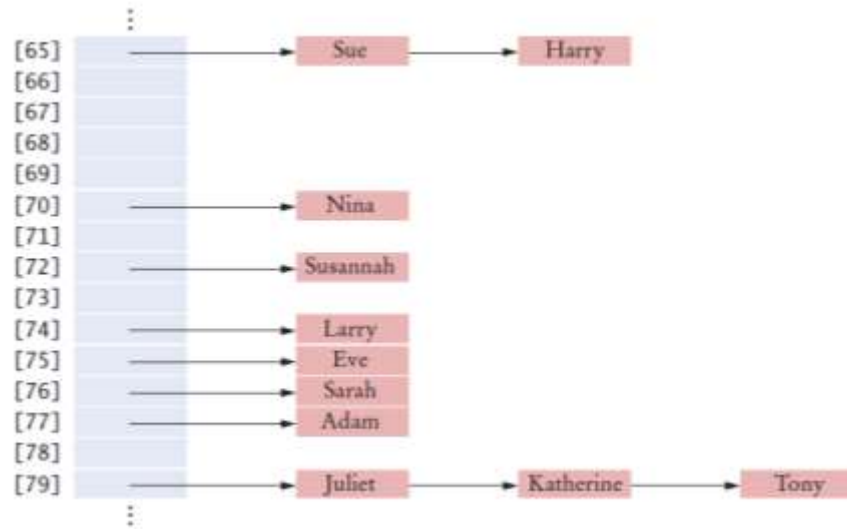 [65] Sue Harry
[66]
[67]
[68]
[69]
[70] Nina
[71]
[72] Susannah
[73]
[74] Larry
[75] Eve
[76] Sarah
[77] Adam
[78]
[79] Juliet Katherine Tony